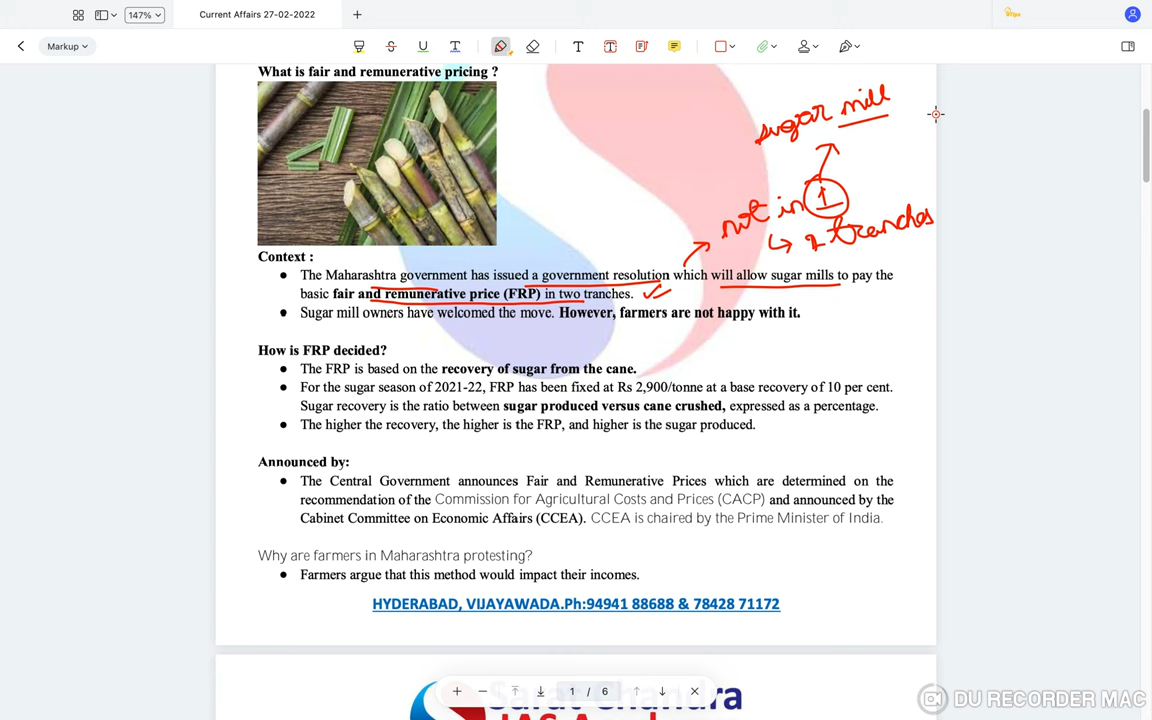 147%
Current Affairs 27-02-2022
Markup
What is fair and remunerative pricing ?
sugar mill
not in 1
↳ 2 tranches
Context :
● The Maharashtra government has issued a government resolution which will allow sugar mills to pay the
basic fair and remunerative price (FRP) in two tranches.
● Sugar mill owners have welcomed the move. However, farmers are not happy with it.
How is FRP decided?
● The FRP is based on the recovery of sugar from the cane.
● For the sugar season of 2021-22, FRP has been fixed at Rs 2,900/tonne at a base recovery of 10 per cent.
Sugar recovery is the ratio between sugar produced versus cane crushed, expressed as a percentage.
● The higher the recovery, the higher is the FRP, and higher is the sugar produced.
Announced by:
● The Central Government announces Fair and Remunerative Prices which are determined on the
recommendation of the Commission for Agricultural Costs and Prices (CACP) and announced by the
Cabinet Committee on Economic Affairs (CCEA). CCEA is chaired by the Prime Minister of India.
Why are farmers in Maharashtra protesting?
● Farmers argue that this method would impact their incomes.
HYDERABAD, VIJAYAWADA.Ph:94941 88688 & 78428 71172
1 / 6
Sarat Chandra
IAS Academy
DU RECORDER MAC